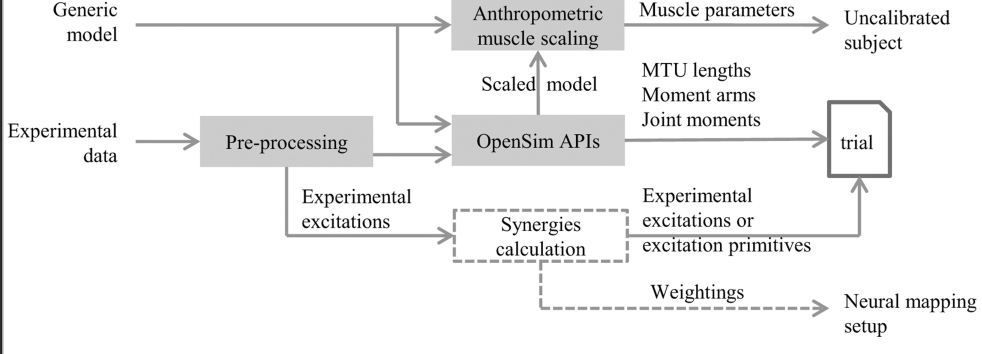 Generic
model
Anthropometric
muscle scaling
Muscle parameters
Uncalibrated
subject
Scaled model
MTU lengths
Moment arms
Joint moments
Experimental
data
Pre-processing
OpenSim APIs
trial
Experimental
excitations
Synergies
calculation
Experimental
excitations or
excitation primitives
Weightings
Neural mapping
setup